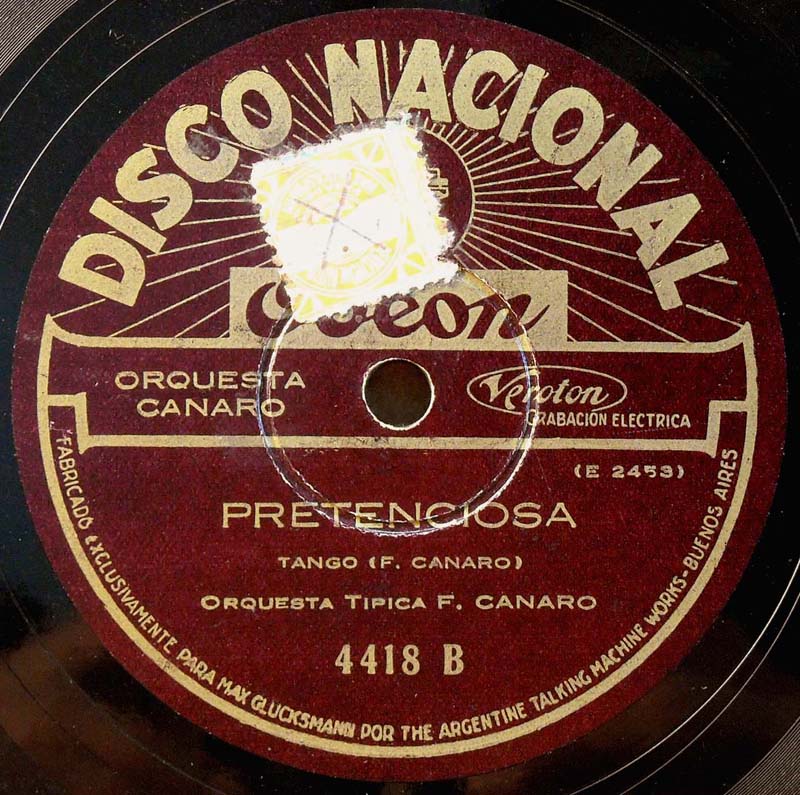 DISCO NACIONAL
Odeon
ORQUESTA
CANARO
Veroton
GRABACIÓN ELECTRICA
(E 2453)
PRETENCIOSA
TANGO (F. CANARO)
ORQUESTA TIPICA F. CANARO
4418 B
FABRICADO EXCLUSIVAMENTE PARA MAX GLUCKSMANN POR THE ARGENTINE TALKING MACHINE WORKS-BUENOS AIRES